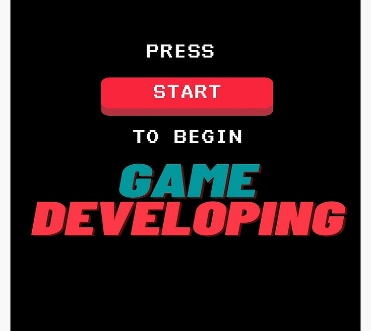 PRESS
START
TO BEGIN
GAME
DEVELOPING